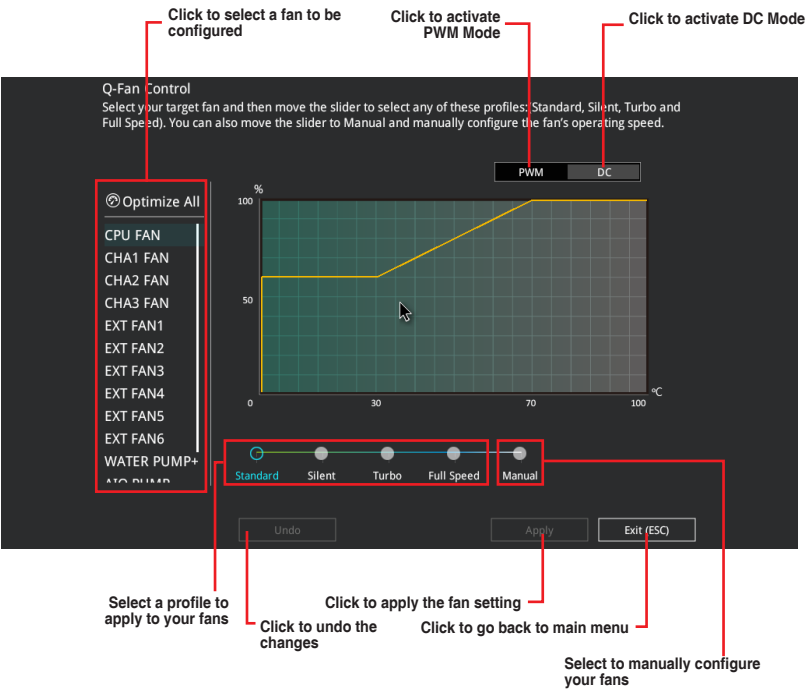 Click to select a fan to be
configured
Click to activate
PWM Mode
Click to activate DC Mode
Q-Fan Control
Select your target fan and then move the slider to select any of these profiles:(Standard, Silent, Turbo and
Full Speed). You can also move the slider to Manual and manually configure the fan's operating speed.
PWM
DC
Optimize All
CPU FAN
CHA1 FAN
CHA2 FAN
CHA3 FAN
EXT FAN1
EXT FAN2
EXT FAN3
EXT FAN4
EXT FAN5
EXT FAN6
WATER PUMP+
AIO PUMP
%
100
50
0
30
70
100
ºC
Standard
Silent
Turbo
Full Speed
Manual
Undo
Apply
Exit (ESC)
Select a profile to
apply to your fans
Click to undo the
changes
Click to apply the fan setting
Click to go back to main menu
Select to manually configure
your fans